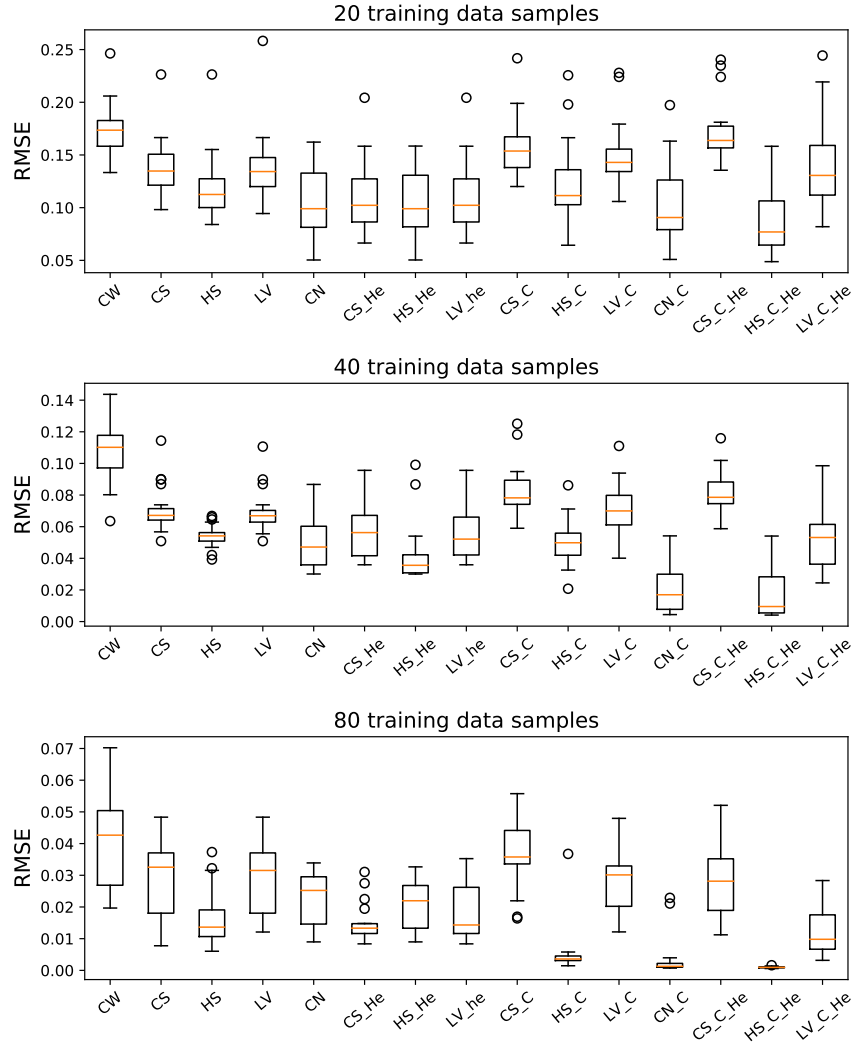 20 training data samples
RMSE
0.25
0.20
0.15
0.10
0.05
CW CS HS LV CN CS_He HS_He LV_he CS_C HS_C LV_C CN_C CS_C_He HS_C_He LV_C_He
40 training data samples
RMSE
0.14
0.12
0.10
0.08
0.06
0.04
0.02
0.00
CW CS HS LV CN CS_He HS_He LV_he CS_C HS_C LV_C CN_C CS_C_He HS_C_He LV_C_He
80 training data samples
RMSE
0.07
0.06
0.05
0.04
0.03
0.02
0.01
0.00
CW CS HS LV CN CS_He HS_He LV_he CS_C HS_C LV_C CN_C CS_C_He HS_C_He LV_C_He